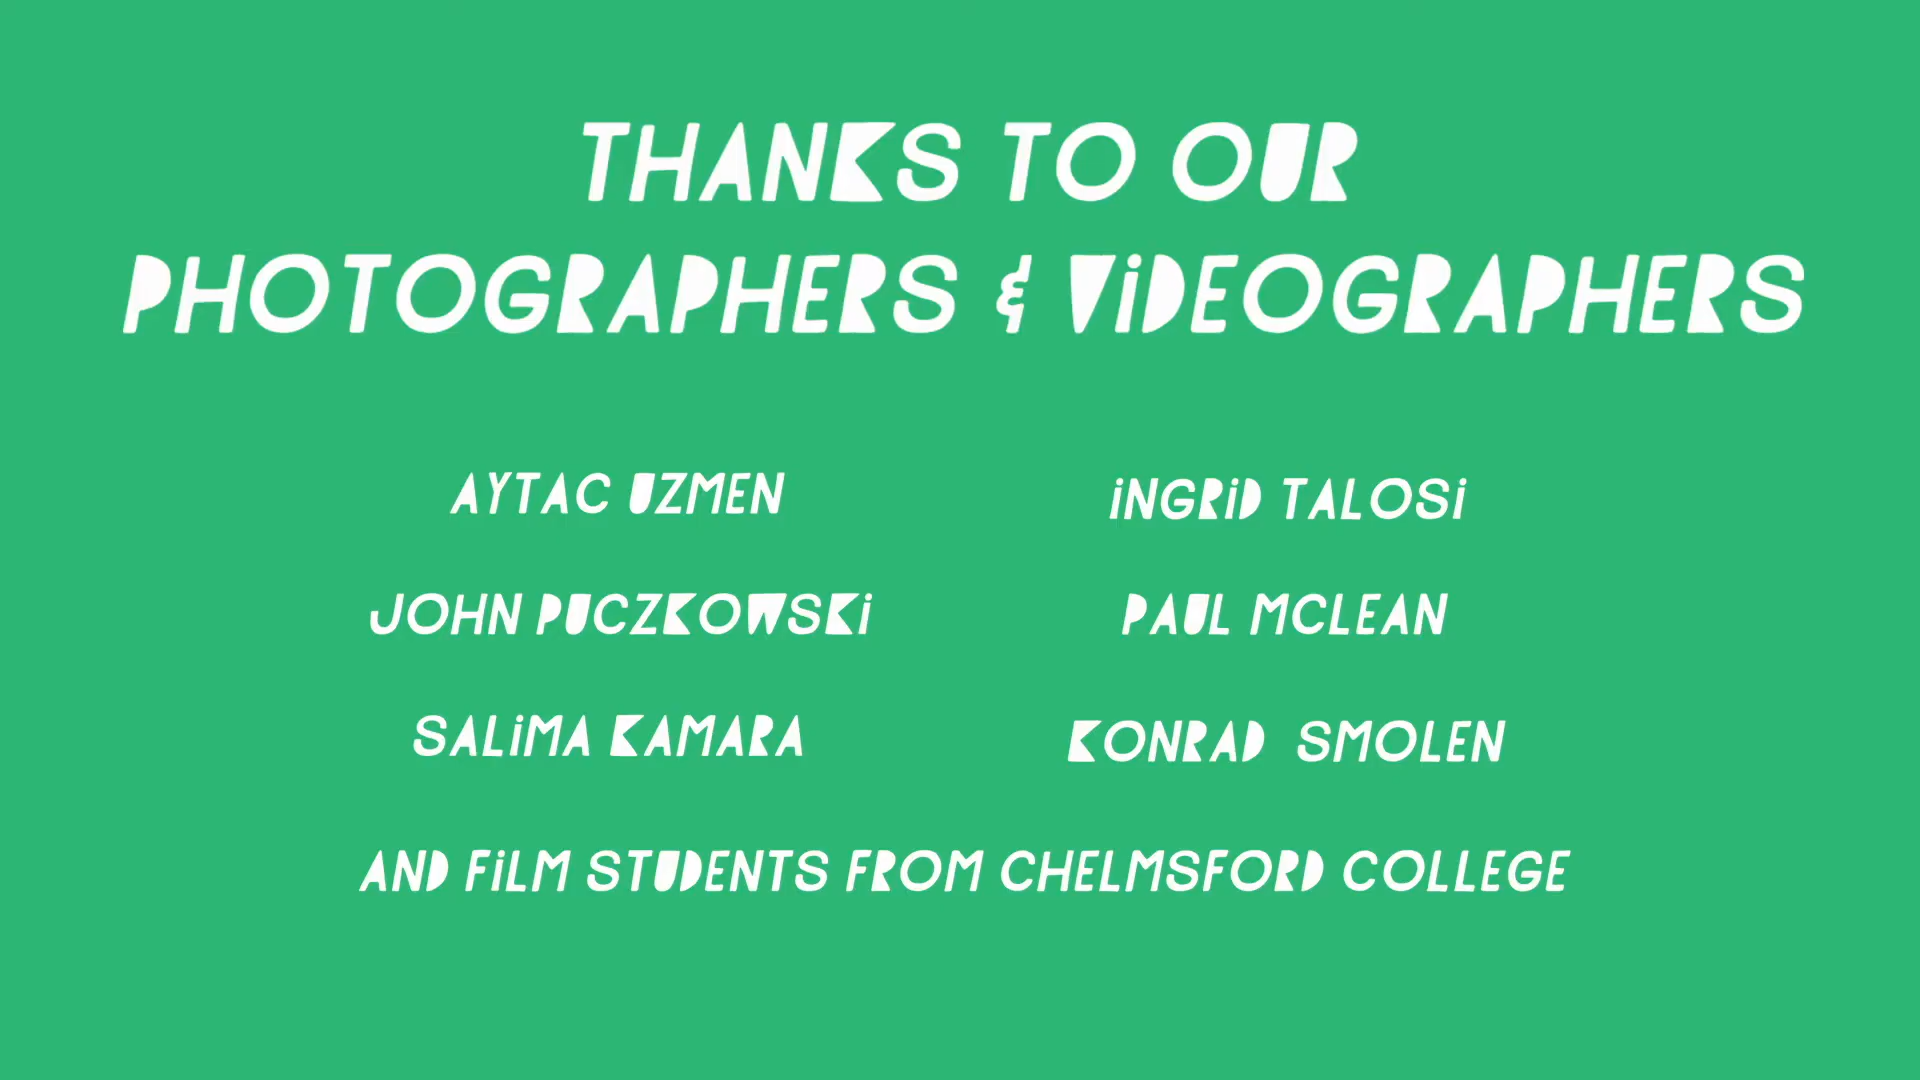 THANKS TO OUR
PHOTOGRAPHERS & VIDEOGRAPHERS
AYTAC UZMEN
INGRID TALOSI
JOHN PUCZKOWSKI
PAUL MCLEAN
SALIMA KAMARA
KONRAD SMOLEN
AND FILM STUDENTS FROM CHELMSFORD COLLEGE